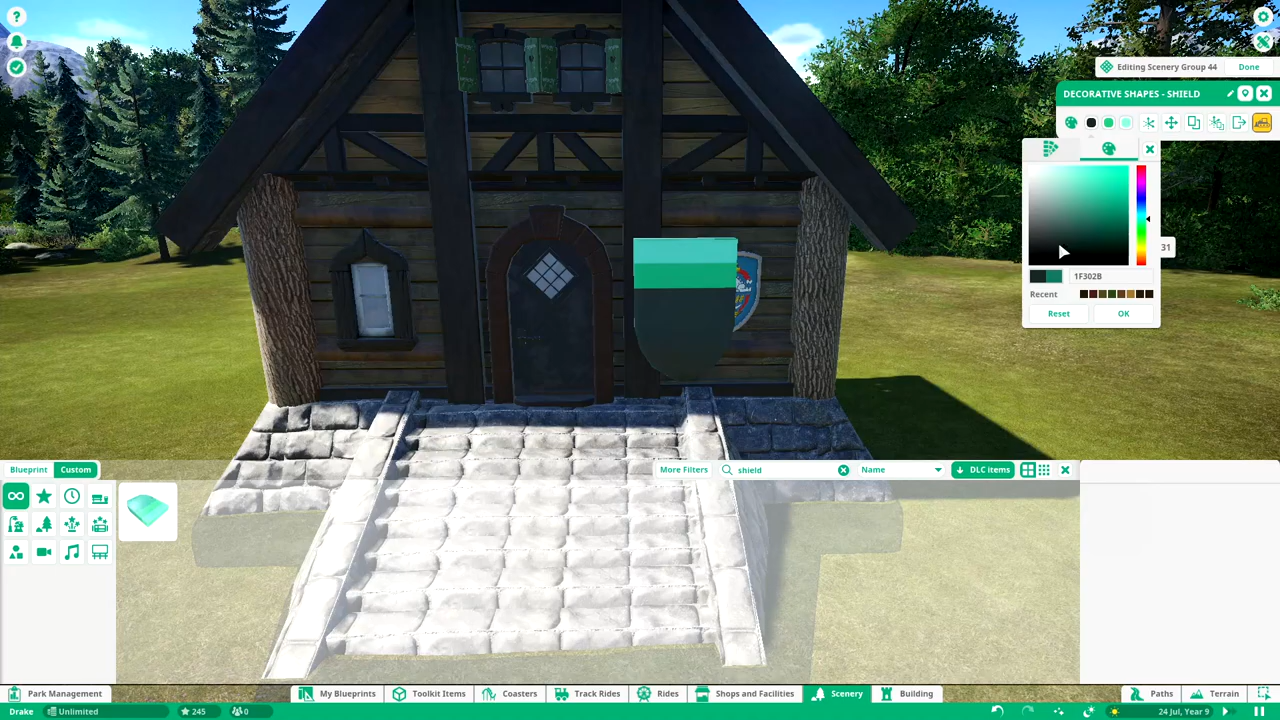 Editing Scenery Group 44
Done
DECORATIVE SHAPES - SHIELD
31
1F302B
Recent
Reset
OK
Blueprint
Custom
More Filters
shield
Name
DLC items
Park Management
My Blueprints
Toolkit Items
Coasters
Track Rides
Rides
Shops and Facilities
Scenery
Building
Paths
Terrain
Drake
Unlimited
245
0
24 Jul, Year 9